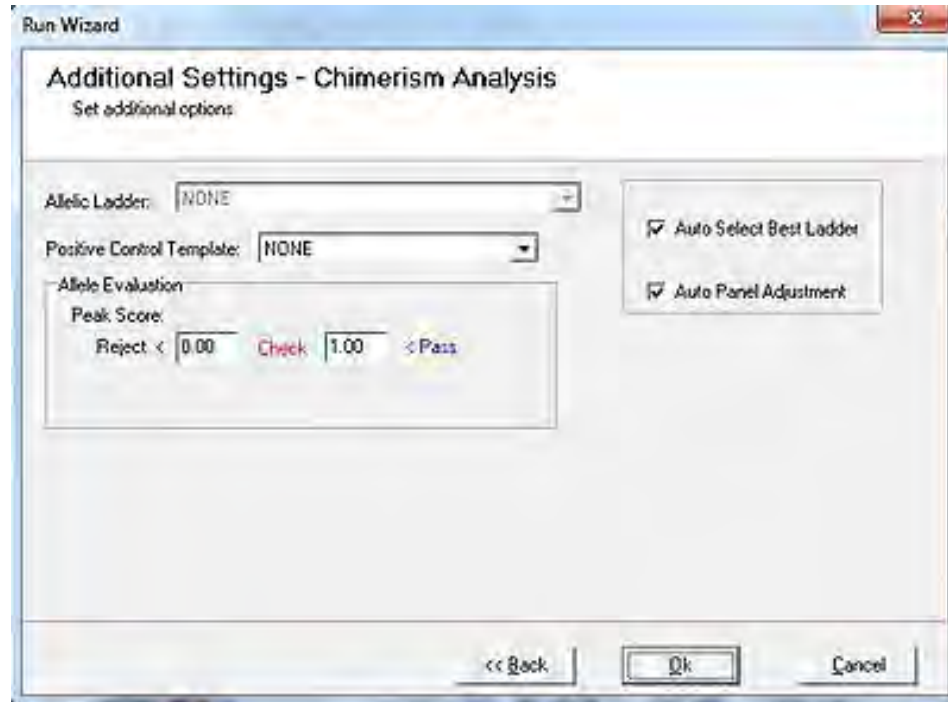 Run Wizard
x
Additional Settings - Chimerism Analysis
Set additional options
Allelic Ladder: NONE
Positive Control Template: NONE
Allele Evaluation
Peak Score:
Reject < 0.00 Check 1.00 < Pass
Auto Select Best Ladder
Auto Panel Adjustment
<< Back Ok Cancel